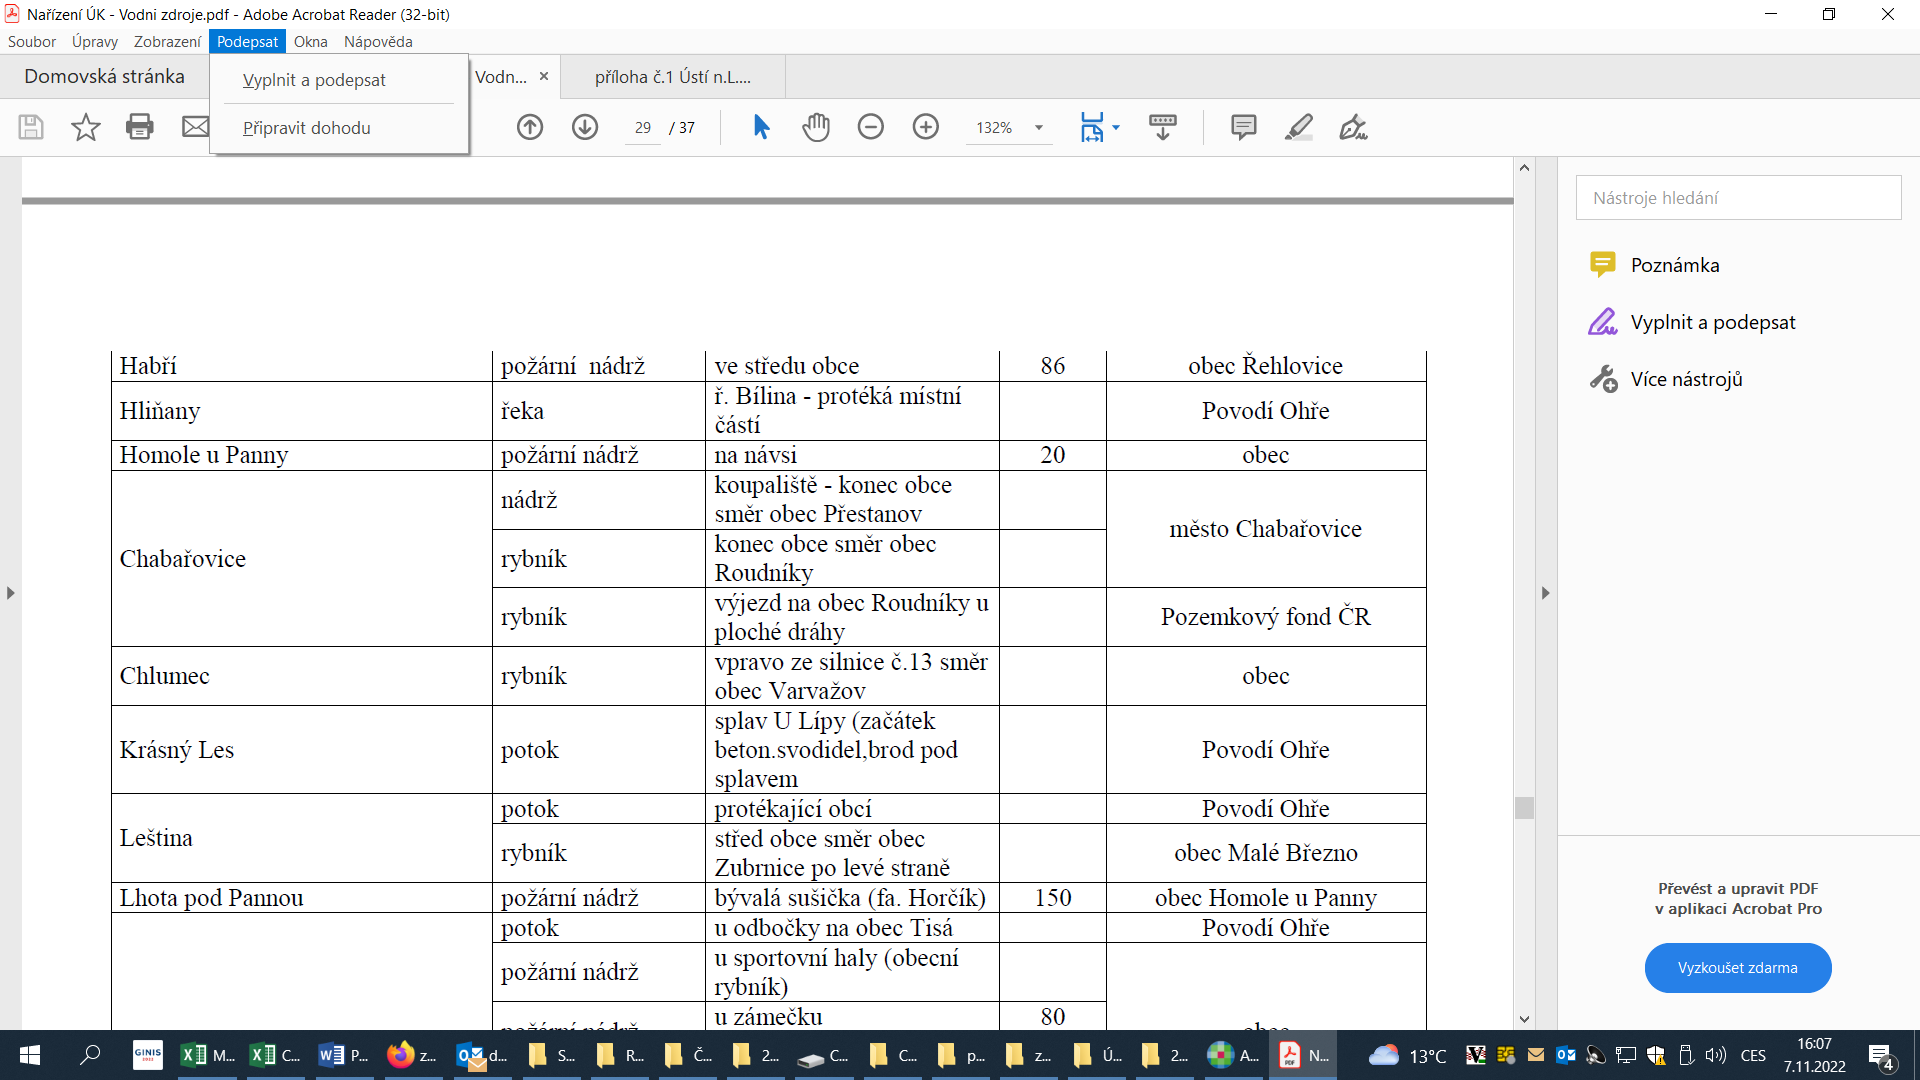 Nařízení ÚK - Vodni zdroje.pdf - Adobe Acrobat Reader (32-bit)
Soubor Úpravy Zobrazení Podepsat Okna Nápověda
Domovská stránka
Vodn...
příloha č.1 Ústí n.L....
Vyplnit a podepsat
Připravit dohodu
29 / 37
132%
Nástroje hledání
Poznámka
Vyplnit a podepsat
Více nástrojů
Habří požární nádrž ve středu obce 86 obec Řehlovice
Hliňany řeka ř. Bílina - protéká místní
částí
Povodí Ohře
Homole u Panny požární nádrž na návsi 20 obec
Chabařovice
nádrž
koupaliště - konec obce
směr obec Přestanov
město Chabařovice
rybník
konec obce směr obec
Roudníky
rybník
výjezd na obec Roudníky u
ploché dráhy
Pozemkový fond ČR
Chlumec
rybník
vpravo ze silnice č.13 směr
obec Varvažov
obec
Krásný Les
potok
splav U Lípy (začátek
beton.svodidel,brod pod
splavem
Povodí Ohře
Leština
potok protékající obcí Povodí Ohře
rybník
střed obce směr obec
Zubrnice po levé straně
obec Malé Březno
Lhota pod Pannou požární nádrž bývalá sušička (fa. Horčík) 150 obec Homole u Panny
potok u odbočky na obec Tisá Povodí Ohře
požární nádrž
u sportovní haly (obecní
rybník)
u zámečku 80
požární nádrž
obec
Převést a upravit PDF
v aplikaci Acrobat Pro
Vyzkoušet zdarma
GINIS
M... C... P... z... d... S... R... Č... 2... C... C... p... z... Ú... 2... A... N...
13°C
CES
16:07
7.11.2022
4